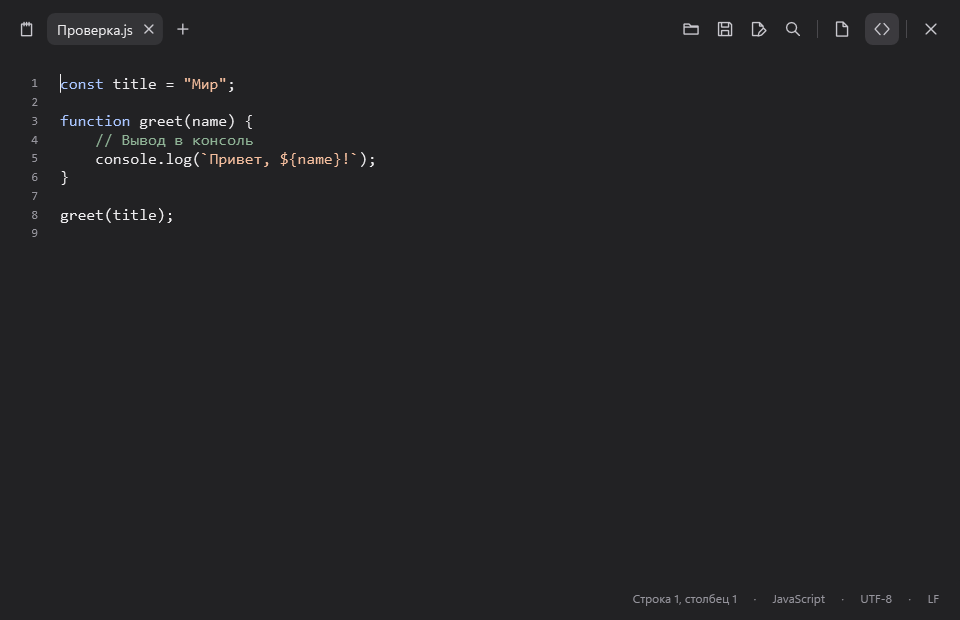 Проверка.js
1 const title = "Мир";
2
3 function greet(name) {
4     // Вывод в консоль
5     console.log(`Привет, ${name}!`);
6 }
7
8 greet(title);
9
Строка 1, столбец 1 · JavaScript · UTF-8 · LF